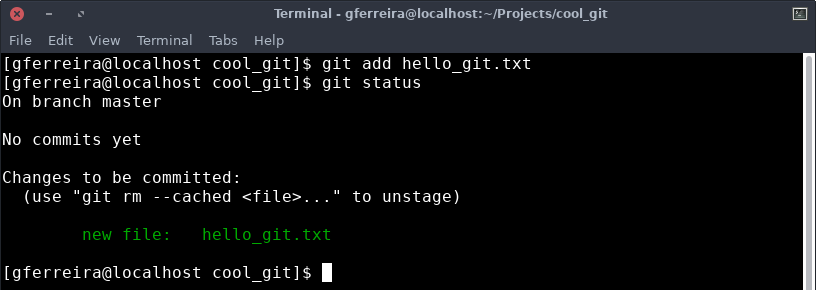 Terminal - gferreira@localhost:~/Projects/cool_git
File Edit View Terminal Tabs Help
[gferreira@localhost cool_git]$ git add hello_git.txt
[gferreira@localhost cool_git]$ git status
On branch master
No commits yet
Changes to be committed:
  (use "git rm --cached <file>..." to unstage)
        new file:   hello_git.txt
[gferreira@localhost cool_git]$